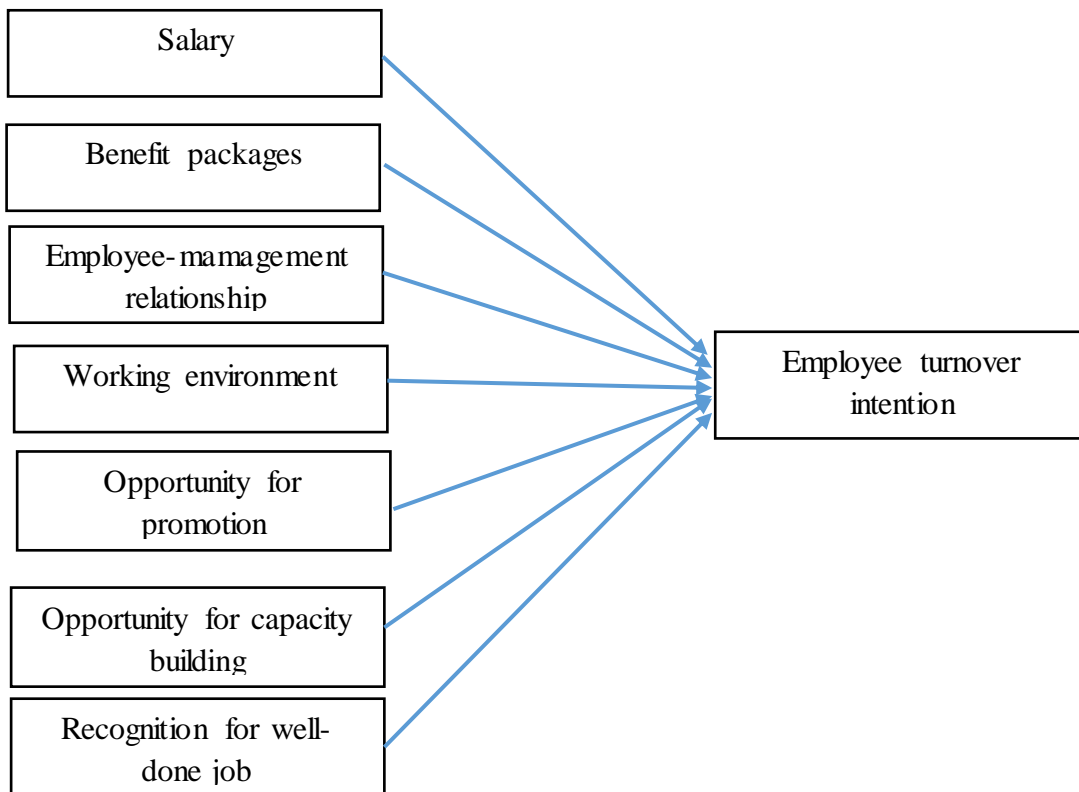 Salary
Benefit packages
Employee-mamagement
relationship
Working environment
Opportunity for
promotion
Opportunity for capacity
building
Recognition for well-
done job
Employee turnover
intention